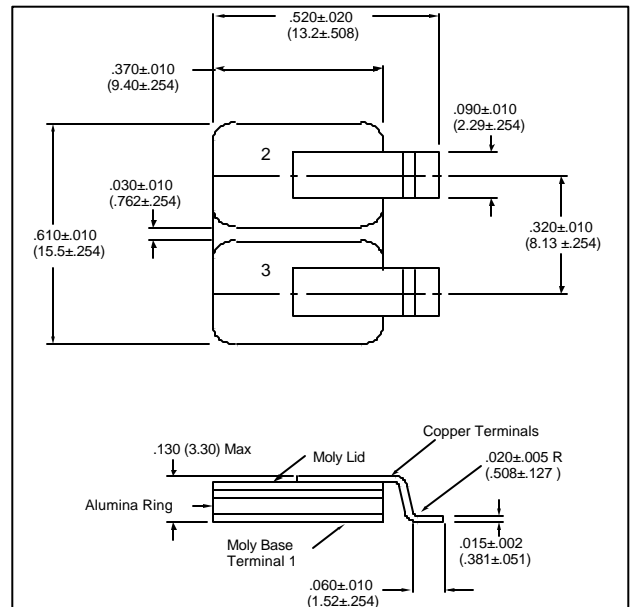 .520±.020
(13.2±.508)
.370±.010
(9.40±.254)
.090±.010
(2.29±.254)
2
.030±.010
(.762±.254)
.610±.010
(15.5±.254)
.320±.010
(8.13 ±.254)
3
Copper Terminals
.130 (3.30) Max
Moly Lid
.020±.005 R
(.508±.127 )
Alumina Ring
Moly Base
Terminal 1
.015±.002
(.381±.051)
.060±.010
(1.52±.254)